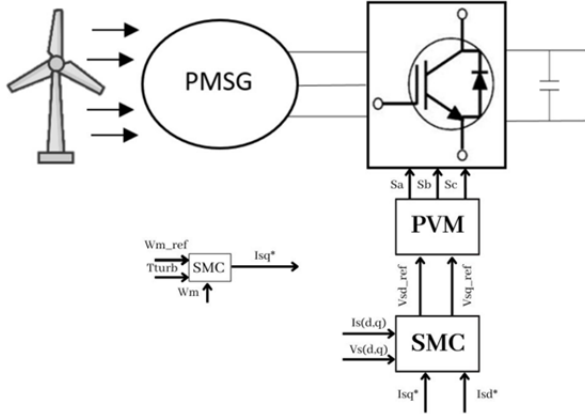 PMSG
Sa Sb Sc
PVM
Wm_ref
Tturb
SMC
Isq*
Wm
Vsd_ref
Vsq_ref
Is(d,q)
Vs(d,q)
SMC
Isq*
Isd*